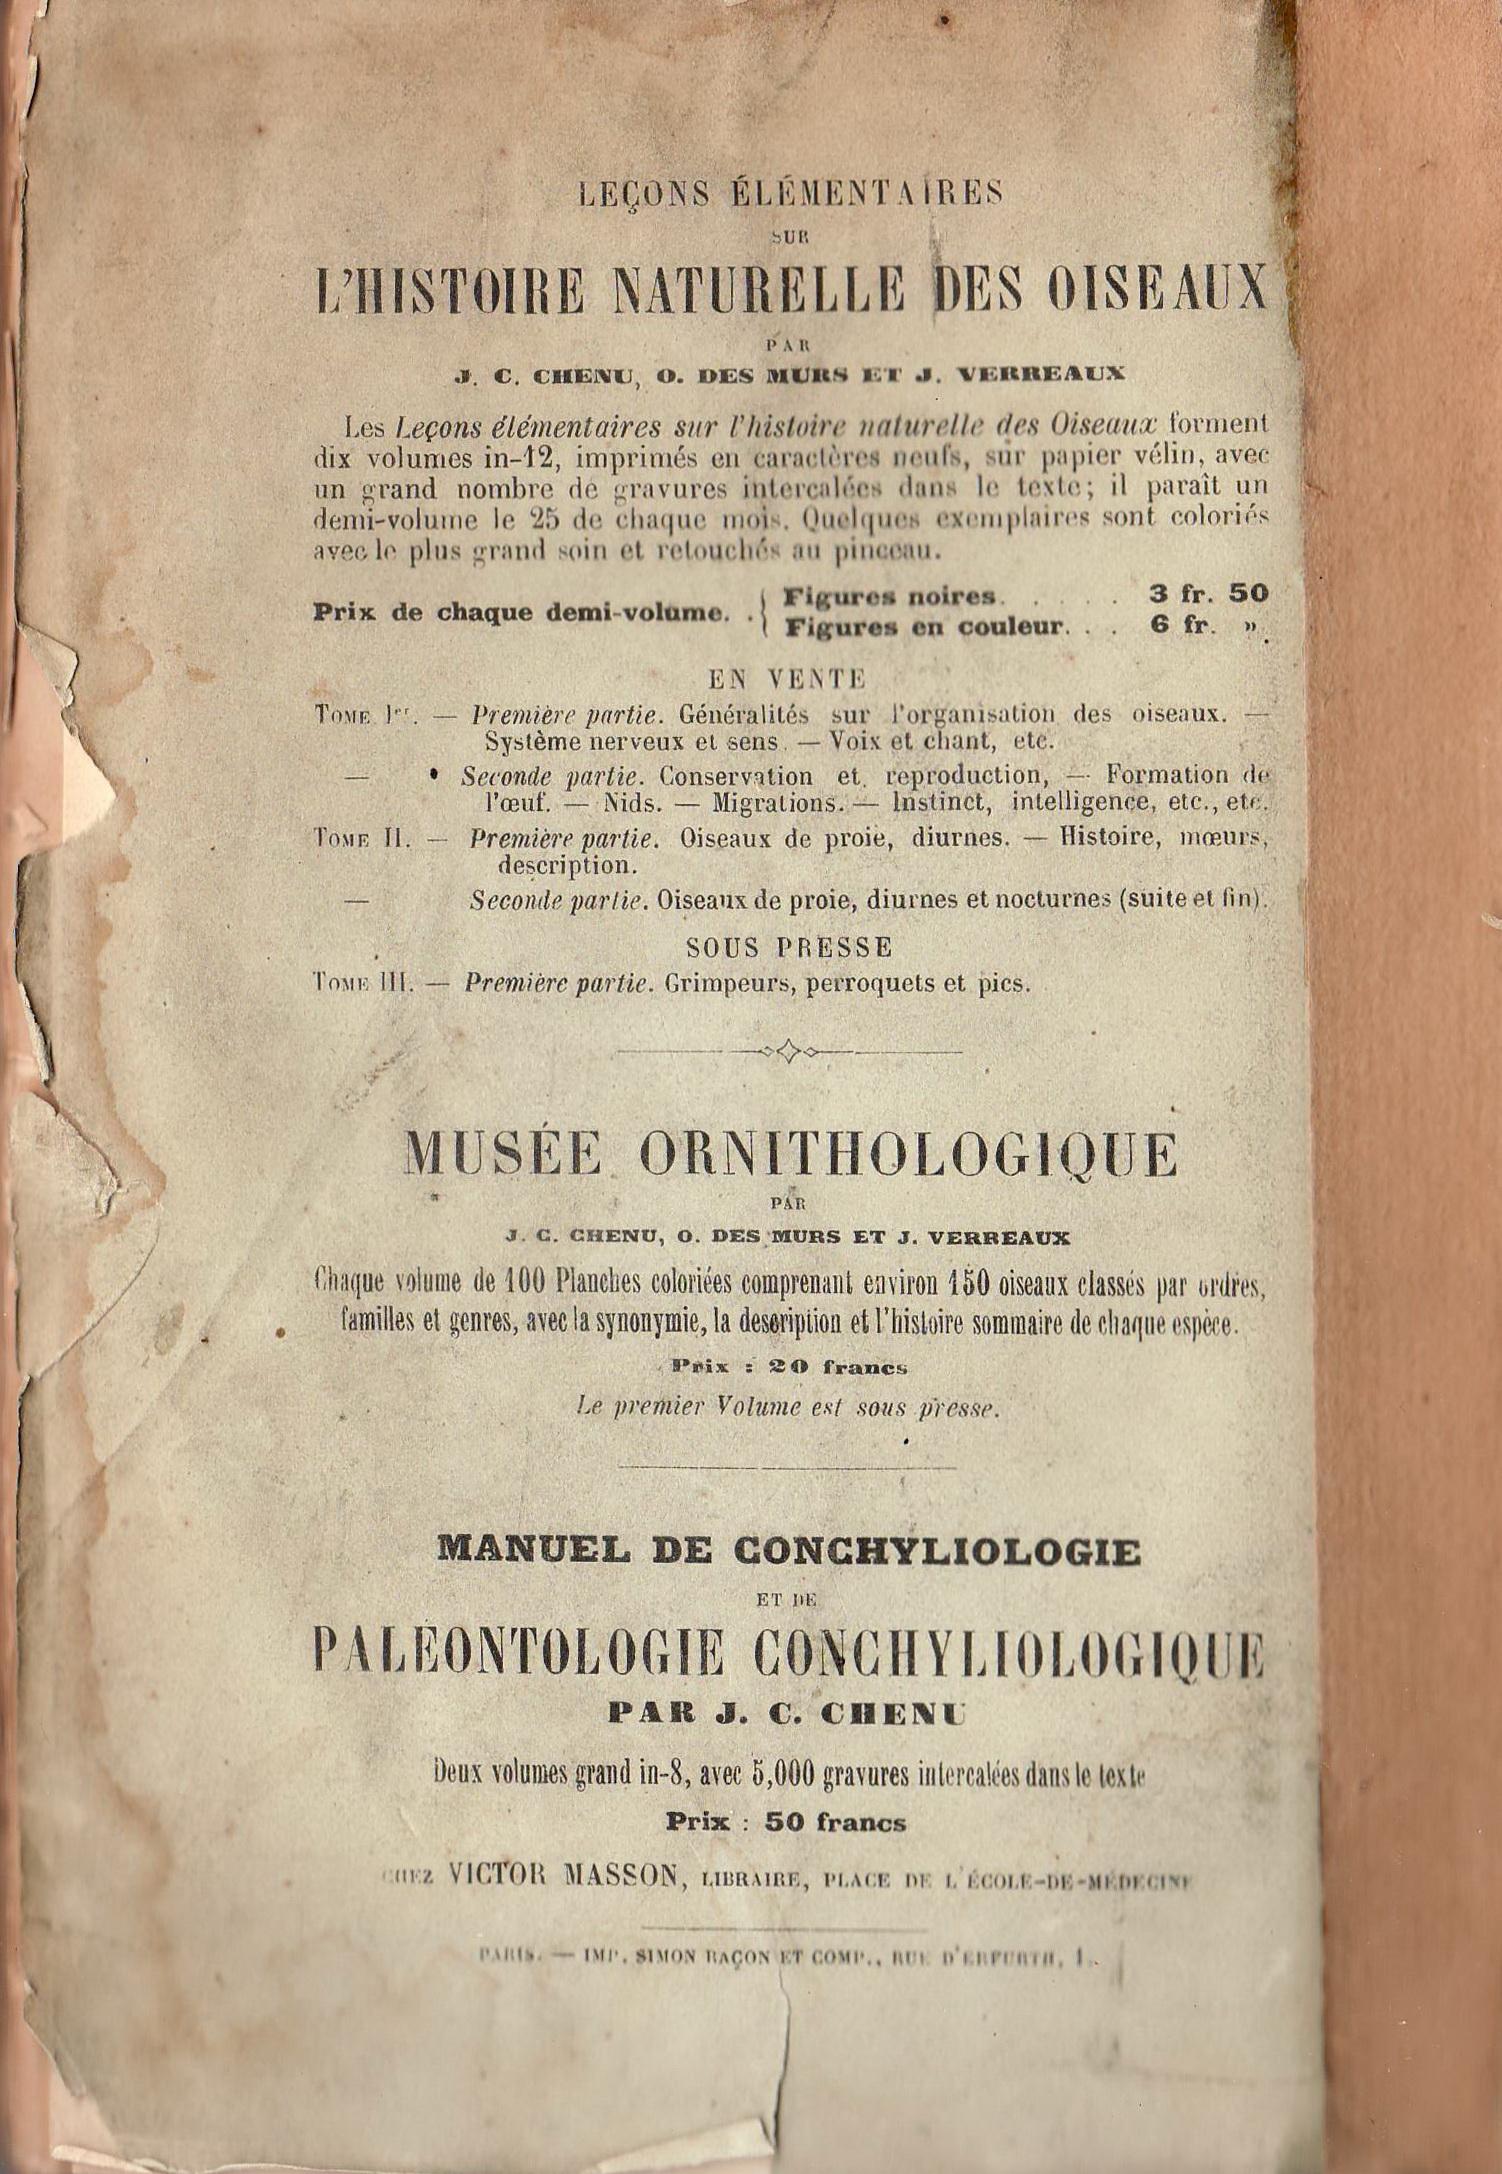 LEÇONS ÉLÉMENTAIRES
SUR
L'HISTOIRE NATURELLE DES OISEAUX
PAR
J. C. CHENU, O. DES MURS ET J. VERREAUX
Les Leçons élémentaires sur l'histoire naturelle des Oiseaux forment
dix volumes in-12, imprimés en caractères neufs, sur papier vélin, avec
un grand nombre de gravures intercalées dans le texte; il paraît un
demi-volume le 25 de chaque mois. Quelques exemplaires sont coloriés
avec le plus grand soin et retouchés au pinceau.
Prix de chaque demi-volume. . { Figures noires. . . . . 3 fr. 50
Figures en couleur. . . 6 fr. »
EN VENTE
TOME Ier. — Première partie. Généralités sur l'organisation des oiseaux. —
Système nerveux et sens. — Voix et chant, etc.
— Seconde partie. Conservation et reproduction, — Formation de
l'œuf. — Nids. — Migrations. — Instinct, intelligence, etc., etc.
TOME II. — Première partie. Oiseaux de proie, diurnes. — Histoire, mœurs,
description.
— Seconde partie. Oiseaux de proie, diurnes et nocturnes (suite et fin).
SOUS PRESSE
TOME III. — Première partie. Grimpeurs, perroquets et pics.
MUSÉE ORNITHOLOGIQUE
PAR
J. C. CHENU, O. DES MURS ET J. VERREAUX
Chaque volume de 100 Planches coloriées comprenant environ 150 oiseaux classés par ordres,
familles et genres, avec la synonymie, la description et l'histoire sommaire de chaque espèce.
Prix : 20 francs
Le premier Volume est sous presse.
MANUEL DE CONCHYLIOLOGIE
ET DE
PALÉONTOLOGIE CONCHYLIOLOGIQUE
PAR J. C. CHENU
Deux volumes grand in-8, avec 5,000 gravures intercalées dans le texte
Prix : 50 francs
CHEZ VICTOR MASSON, LIBRAIRE, PLACE DE L'ÉCOLE-DE-MÉDECINE
PARIS. — IMP. SIMON RAÇON ET COMP., RUE D'ERFURTH, 1.